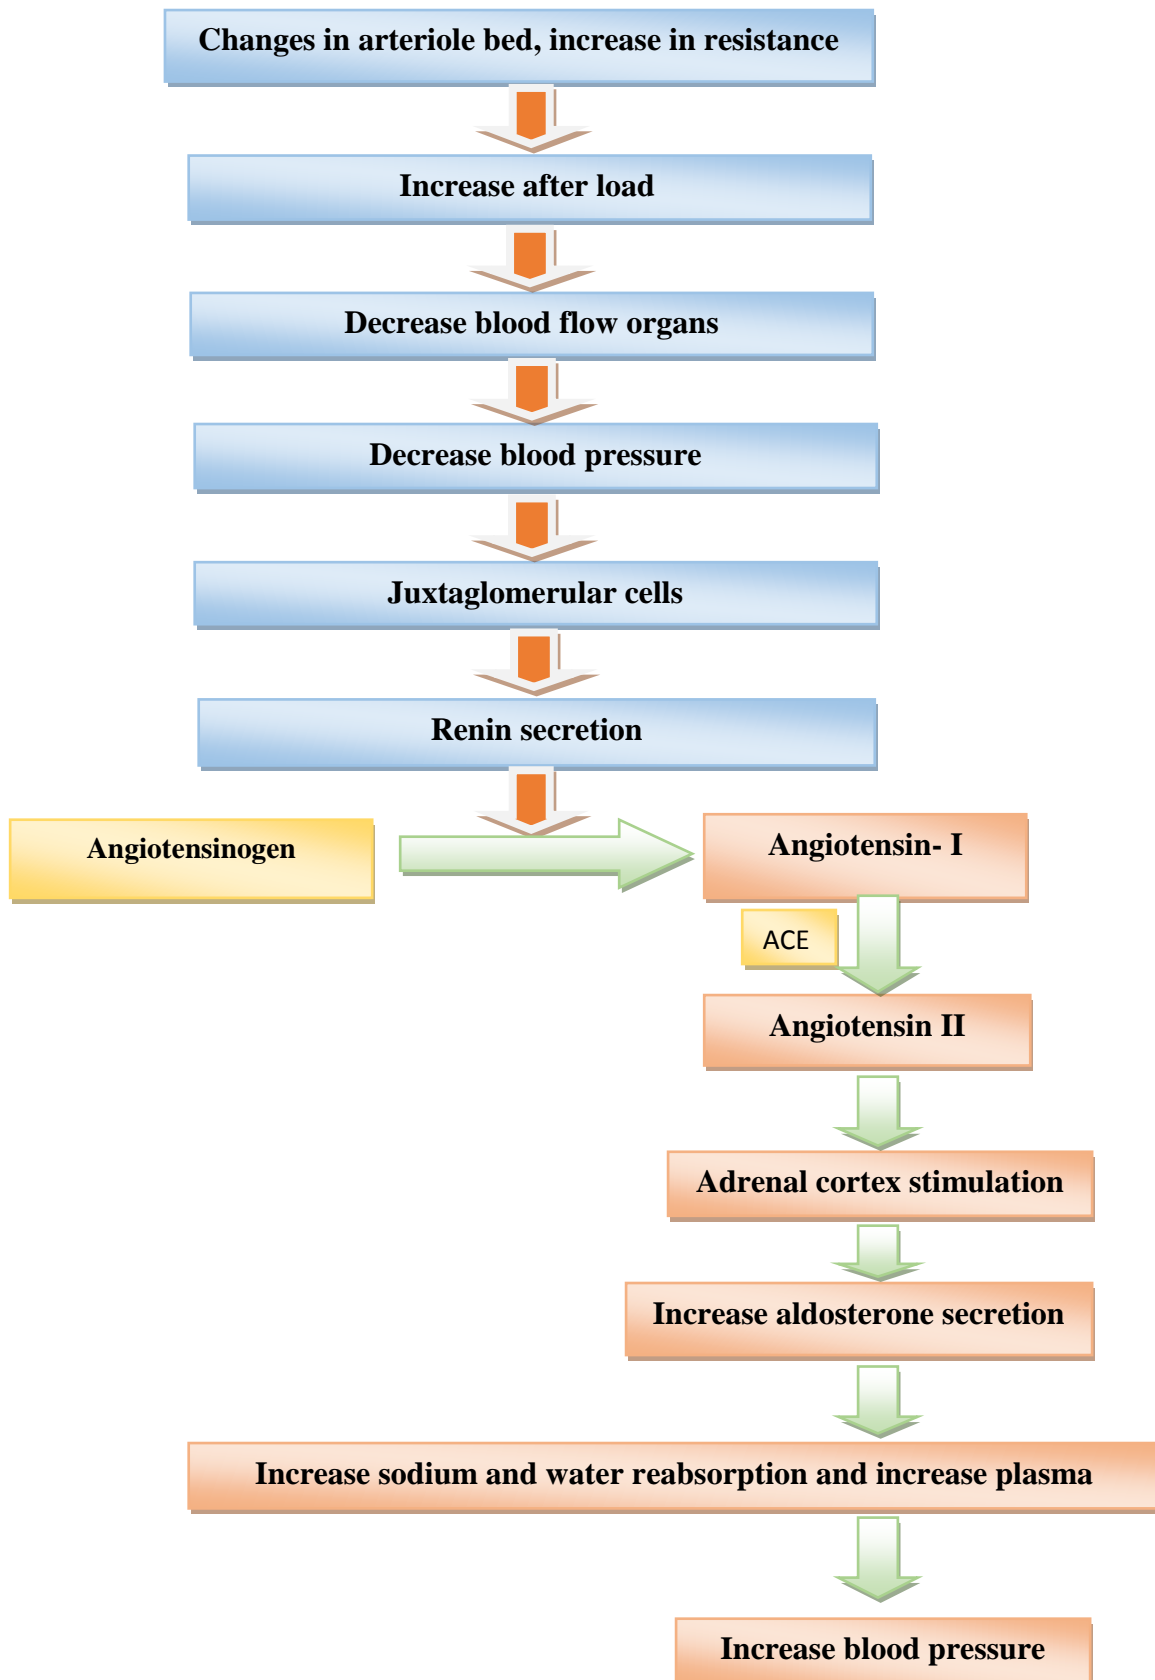 Changes in arteriole bed, increase in resistance
Increase after load
Decrease blood flow organs
Decrease blood pressure
Juxtaglomerular cells
Renin secretion
Angiotensinogen
Angiotensin- I
ACE
Angiotensin II
Adrenal cortex stimulation
Increase aldosterone secretion
Increase sodium and water reabsorption and increase plasma
Increase blood pressure